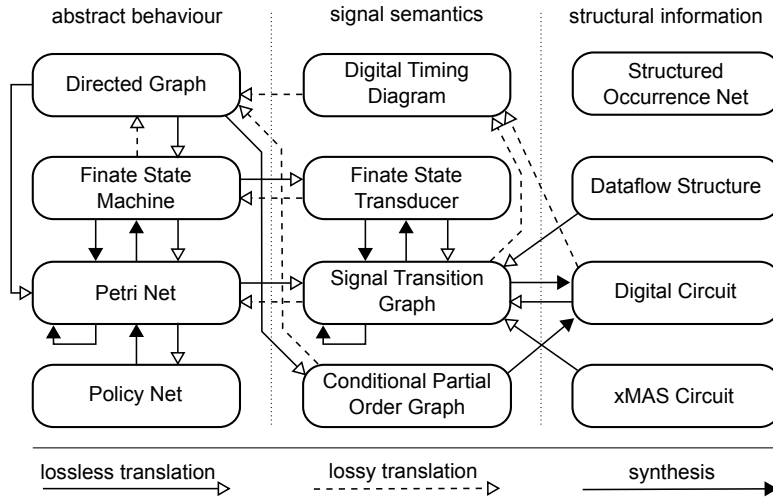 abstract behaviour
signal semantics
structural information
Directed Graph
Digital Timing
Diagram
Structured
Occurrence Net
Finate State
Machine
Finate State
Transducer
Dataflow Structure
Petri Net
Signal Transition
Graph
Digital Circuit
Policy Net
Conditional Partial
Order Graph
xMAS Circuit
lossless translation
lossy translation
synthesis